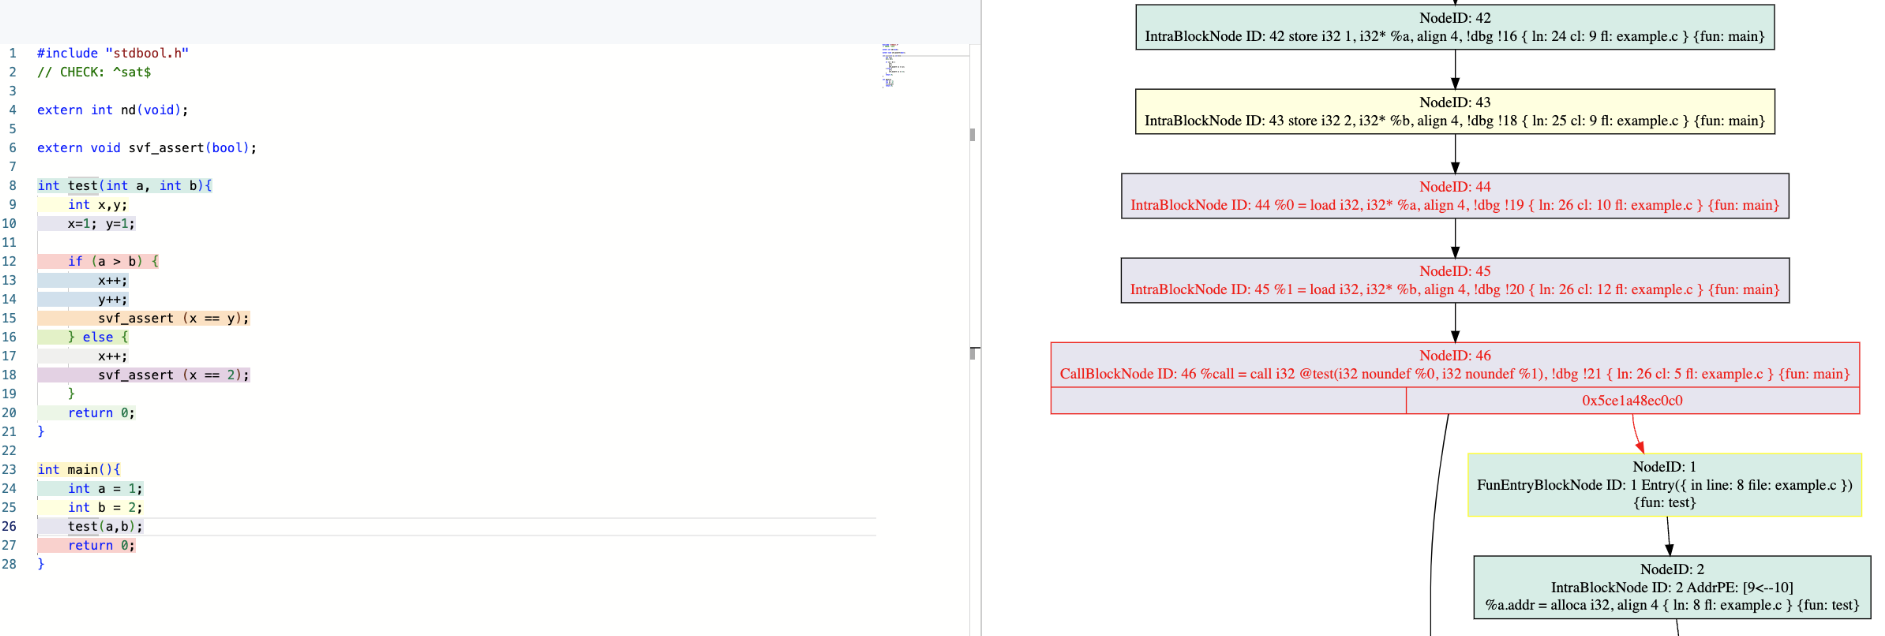 1 #include "stdbool.h"
2 // CHECK: ^sat$
3
4 extern int nd(void);
5
6 extern void svf_assert(bool);
7
8 int test(int a, int b){
9 int x,y;
10 x=1; y=1;
11
12 if (a > b) {
13 x++;
14 y++;
15 svf_assert (x == y);
16 } else {
17 x++;
18 svf_assert (x == 2);
19 }
20 return 0;
21 }
22
23 int main(){
24 int a = 1;
25 int b = 2;
26 test(a,b);
27 return 0;
28 }
NodeID: 42
IntraBlockNode ID: 42 store i32 1, i32* %a, align 4, !dbg !16 { ln: 24 cl: 9 fl: example.c } {fun: main}
NodeID: 43
IntraBlockNode ID: 43 store i32 2, i32* %b, align 4, !dbg !18 { ln: 25 cl: 9 fl: example.c } {fun: main}
NodeID: 44
IntraBlockNode ID: 44 %0 = load i32, i32* %a, align 4, !dbg !19 { ln: 26 cl: 10 fl: example.c } {fun: main}
NodeID: 45
IntraBlockNode ID: 45 %1 = load i32, i32* %b, align 4, !dbg !20 { ln: 26 cl: 12 fl: example.c } {fun: main}
NodeID: 46
CallBlockNode ID: 46 %call = call i32 @test(i32 noundef %0, i32 noundef %1), !dbg !21 { ln: 26 cl: 5 fl: example.c } {fun: main}
0x5ce1a48ec0c0
NodeID: 1
FunEntryBlockNode ID: 1 Entry({ in line: 8 file: example.c })
{fun: test}
NodeID: 2
IntraBlockNode ID: 2 AddrPE: [9<--10]
%a.addr = alloca i32, align 4 { ln: 8 fl: example.c } {fun: test}